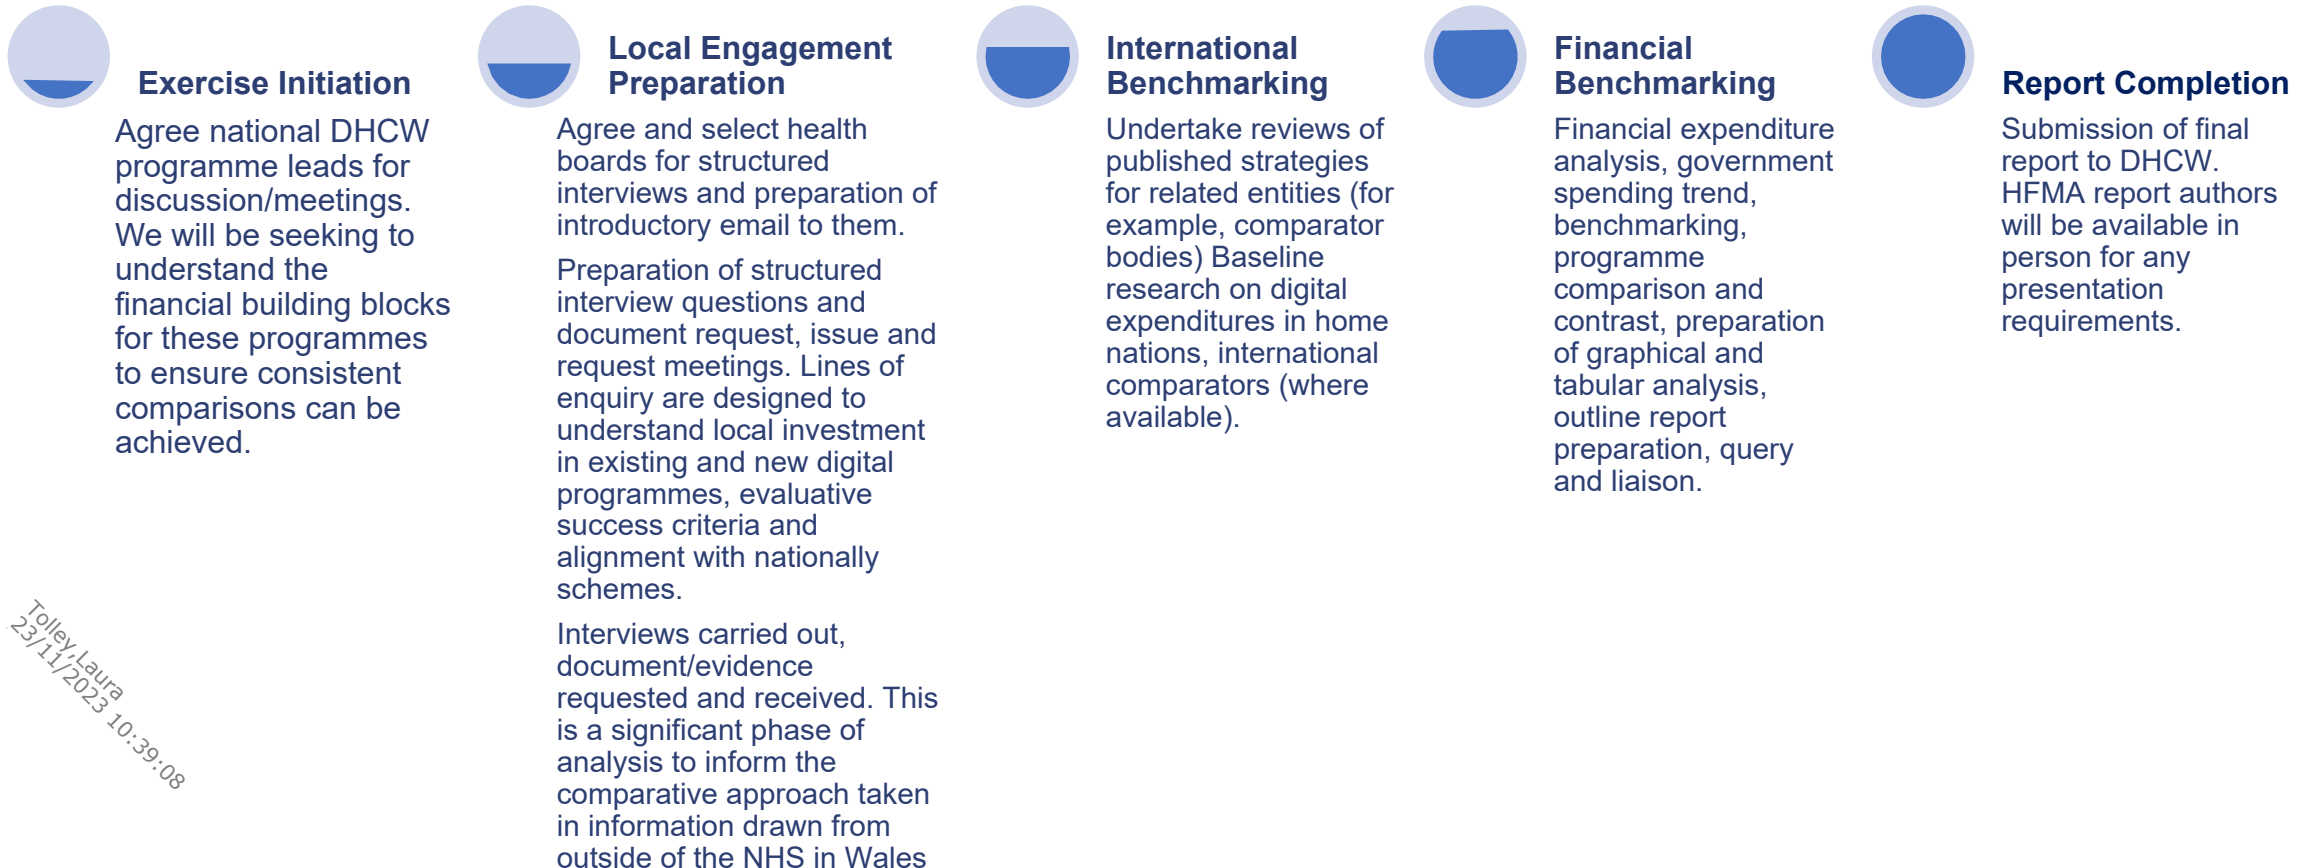 Exercise Initiation
Agree national DHCW
programme leads for
discussion/meetings.
We will be seeking to
understand the
financial building blocks
for these programmes
to ensure consistent
comparisons can be
achieved.
Local Engagement
Preparation
Agree and select health
boards for structured
interviews and preparation of
introductory email to them.
Preparation of structured
interview questions and
document request, issue and
request meetings. Lines of
enquiry are designed to
understand local investment
in existing and new digital
programmes, evaluative
success criteria and
alignment with nationally
schemes.
Interviews carried out,
document/evidence
requested and received. This
is a significant phase of
analysis to inform the
comparative approach taken
in information drawn from
outside of the NHS in Wales
International
Benchmarking
Undertake reviews of
published strategies
for related entities (for
example, comparator
bodies) Baseline
research on digital
expenditures in home
nations, international
comparators (where
available).
Financial
Benchmarking
Financial expenditure
analysis, government
spending trend,
benchmarking,
programme
comparison and
contrast, preparation
of graphical and
tabular analysis,
outline report
preparation, query
and liaison.
Report Completion
Submission of final
report to DHCW.
HFMA report authors
will be available in
person for any
presentation
requirements.
Tolley,Laura
23/11/2023 10:39:08